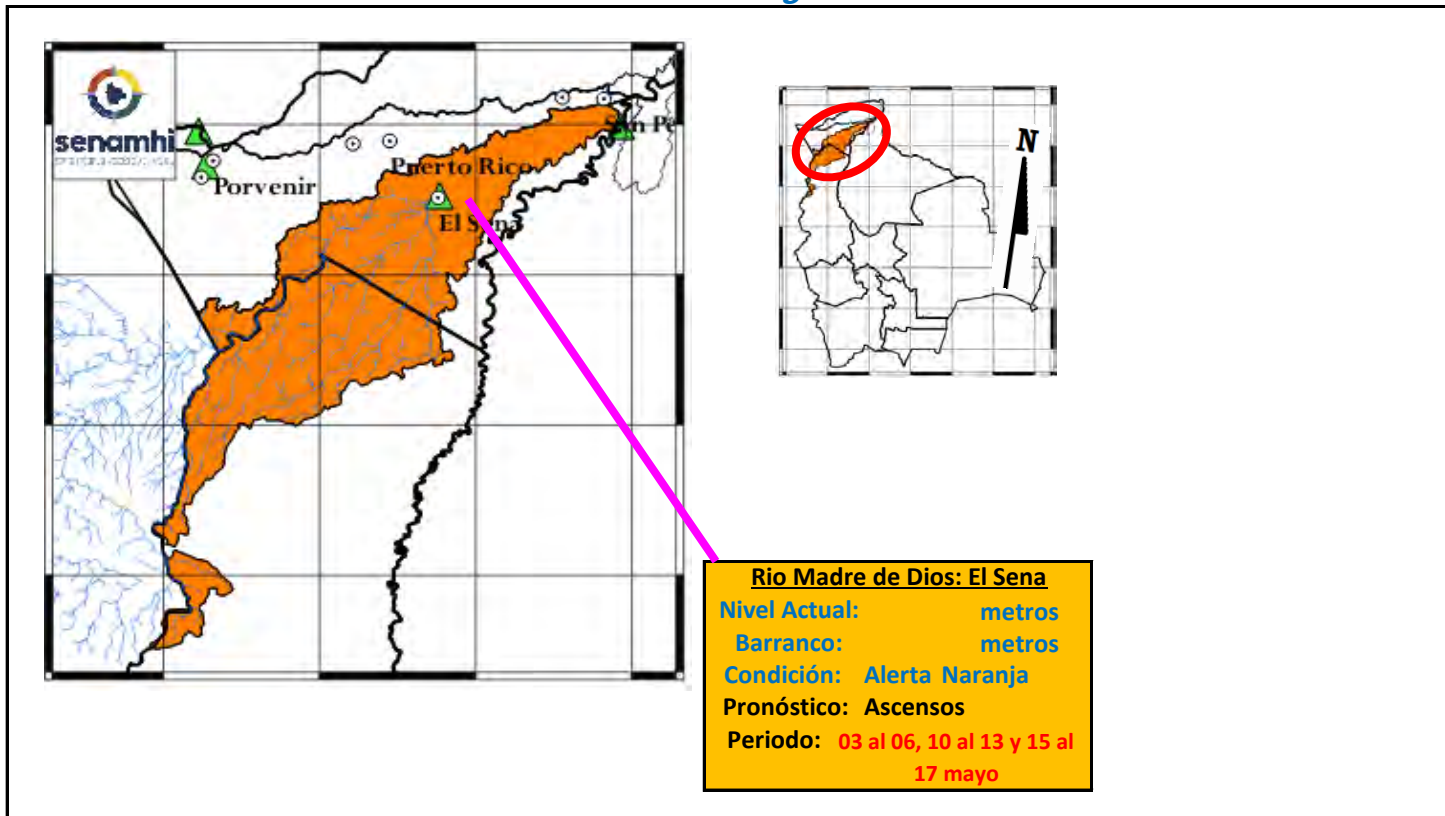 senamhi
Porvenir
Puerto Rico
El Sena
N
Rio Madre de Dios: El Sena
Nivel Actual: metros
Barranco: metros
Condición: Alerta Naranja
Pronóstico: Ascensos
Periodo: 03 al 06, 10 al 13 y 15 al
17 mayo